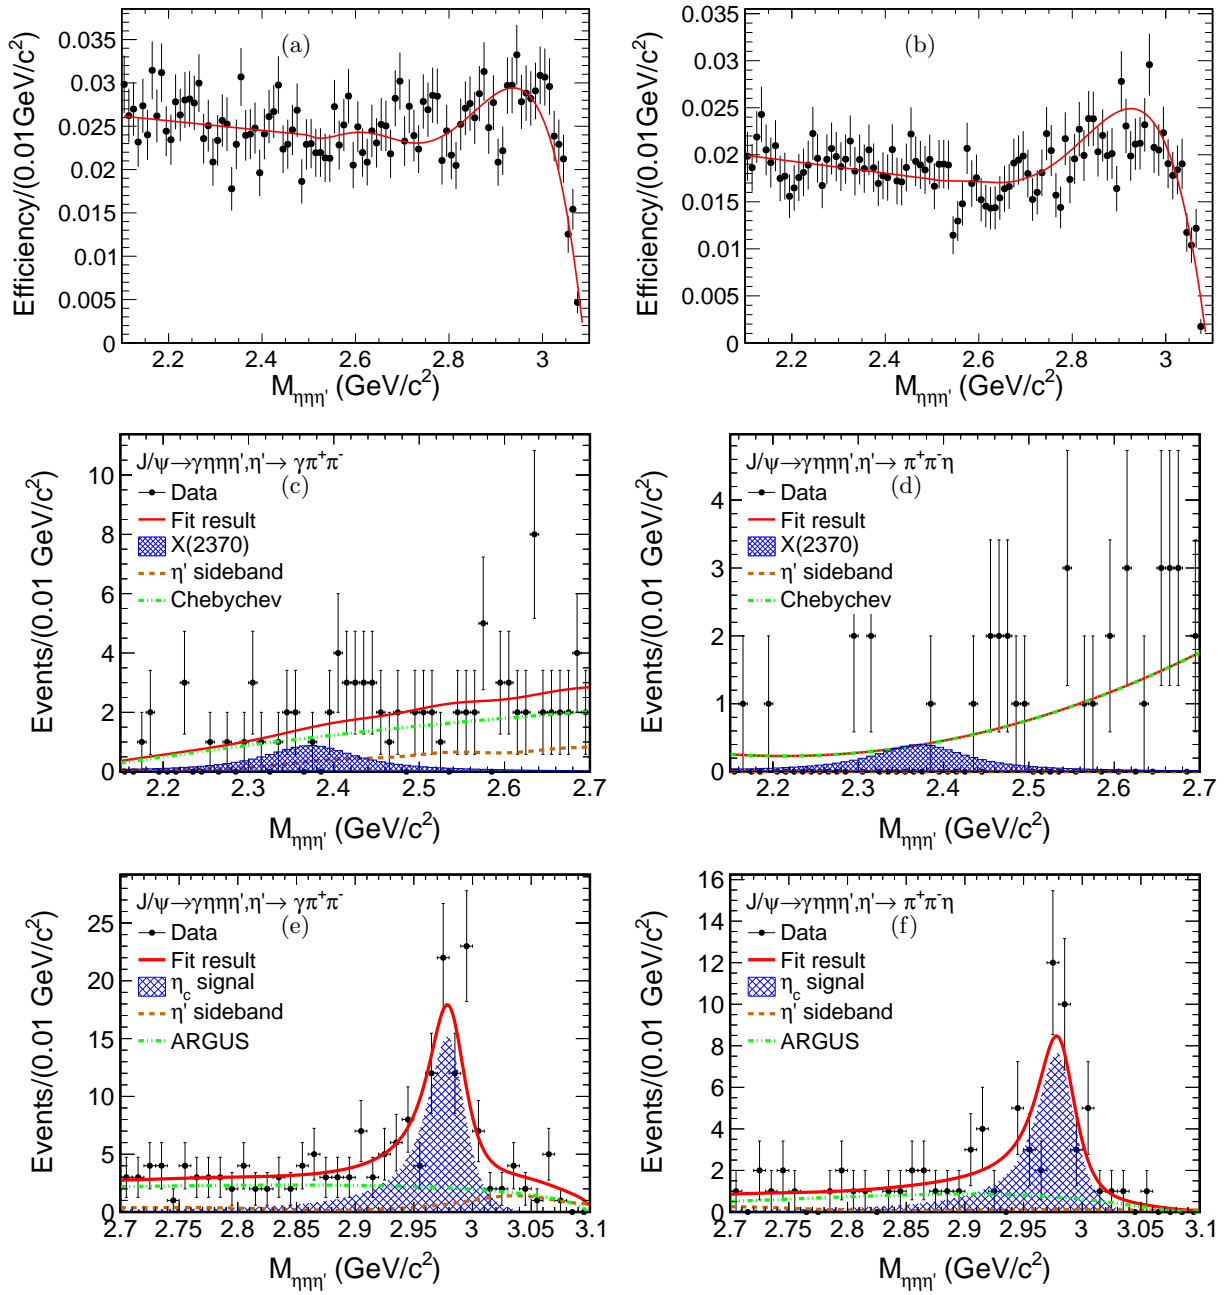 Efficiency/(0.01GeV/c²)
0.035
0.03
0.025
0.02
0.015
0.01
0.005
0
(a)
2.2 2.4 2.6 2.8 3
M_ηηη' (GeV/c²)
Efficiency/(0.01GeV/c²)
0.035
0.03
0.025
0.02
0.015
0.01
0.005
0
(b)
2.2 2.4 2.6 2.8 3
M_ηηη' (GeV/c²)
Events/(0.01 GeV/c²)
10
8
6
4
2
0
J/ψ→γηηη',η'→ γπ⁺π⁻
(c)
Data
Fit result
X(2370)
η' sideband
Chebychev
2.2 2.3 2.4 2.5 2.6 2.7
M_ηηη' (GeV/c²)
Events/(0.01 GeV/c²)
4
3
2
1
0
J/ψ→γηηη',η'→ π⁺π⁻η
(d)
Data
Fit result
X(2370)
η' sideband
Chebychev
2.2 2.3 2.4 2.5 2.6 2.7
M_ηηη' (GeV/c²)
Events/(0.01 GeV/c²)
25
20
15
10
5
0
J/ψ→γηηη',η'→ γπ⁺π⁻
(e)
Data
Fit result
η_c signal
η' sideband
ARGUS
2.7 2.75 2.8 2.85 2.9 2.95 3 3.05 3.1
M_ηηη' (GeV/c²)
Events/(0.01 GeV/c²)
16
14
12
10
8
6
4
2
0
J/ψ→γηηη',η'→ π⁺π⁻η
(f)
Data
Fit result
η_c signal
η' sideband
ARGUS
2.7 2.75 2.8 2.85 2.9 2.95 3 3.05 3.1
M_ηηη' (GeV/c²)